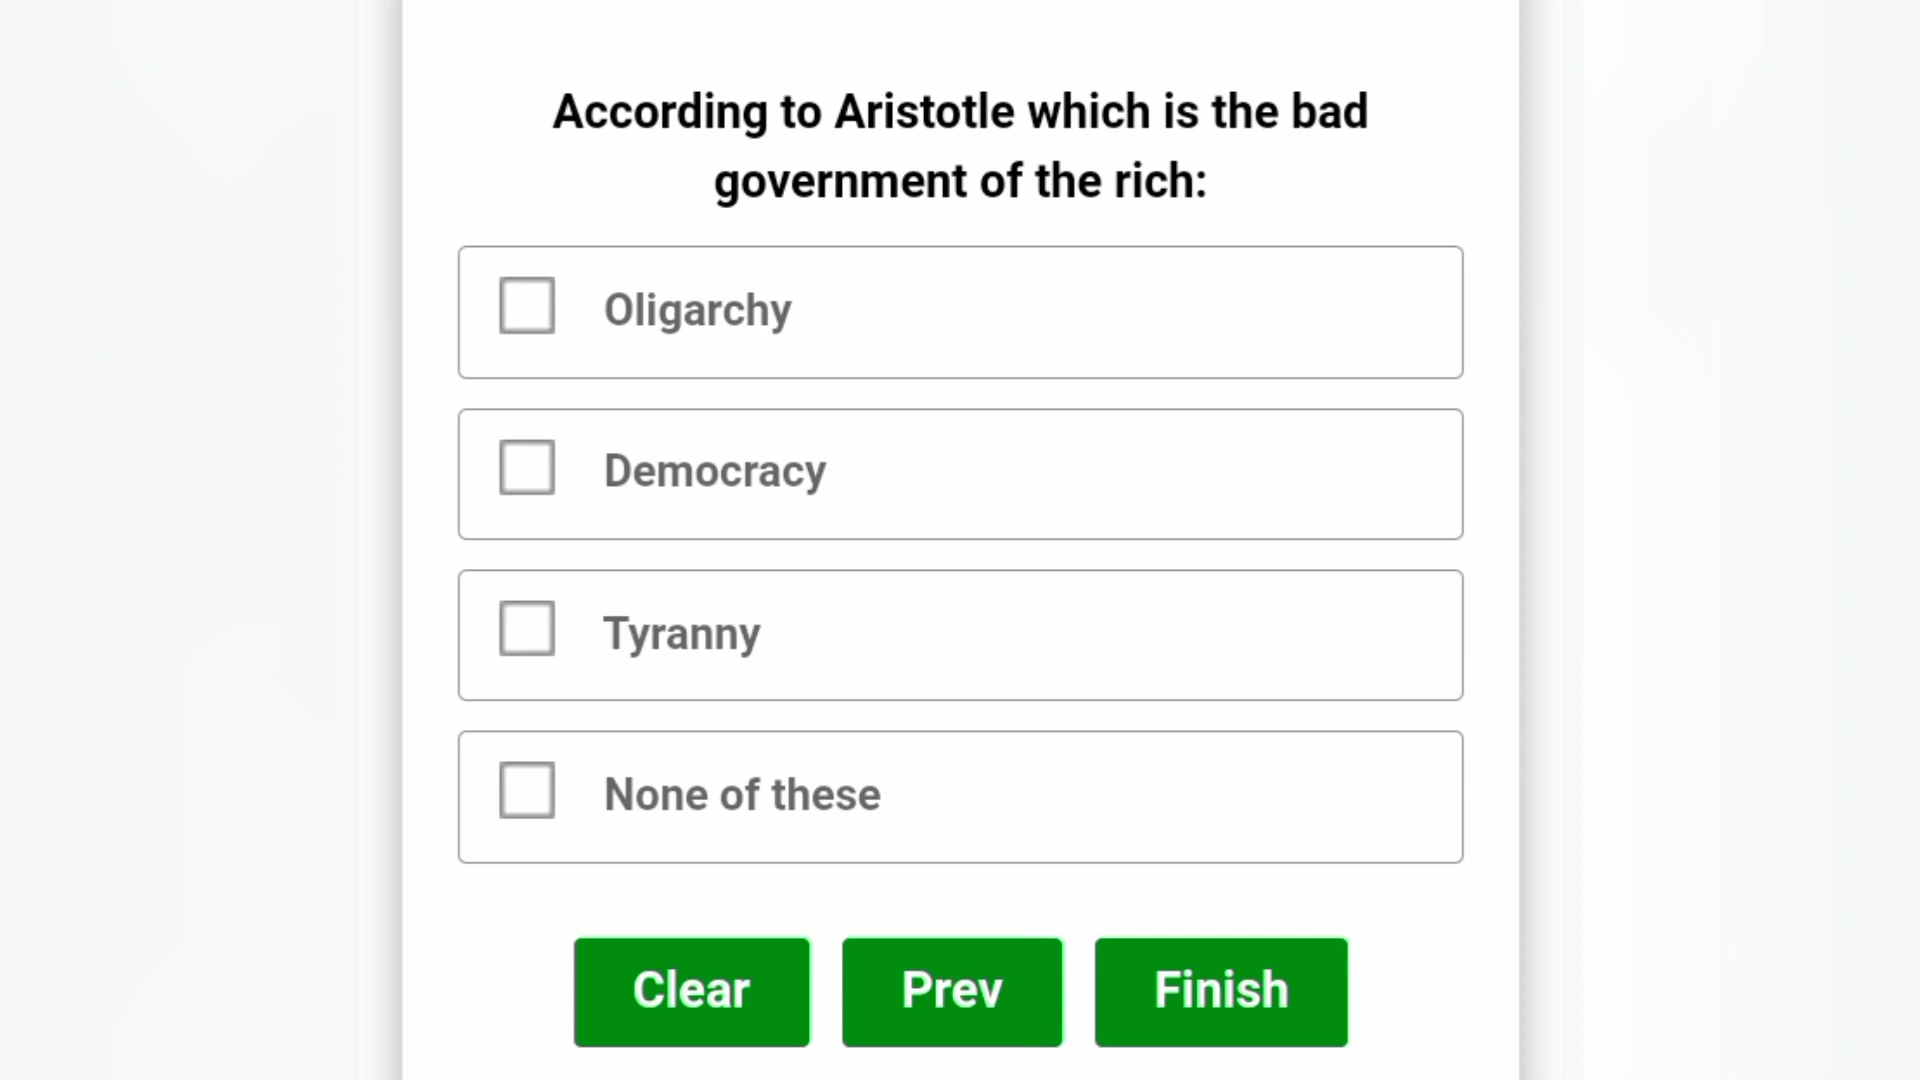 According to Aristotle which is the bad
government of the rich:
Oligarchy
Democracy
Tyranny
None of these
Clear Prev Finish